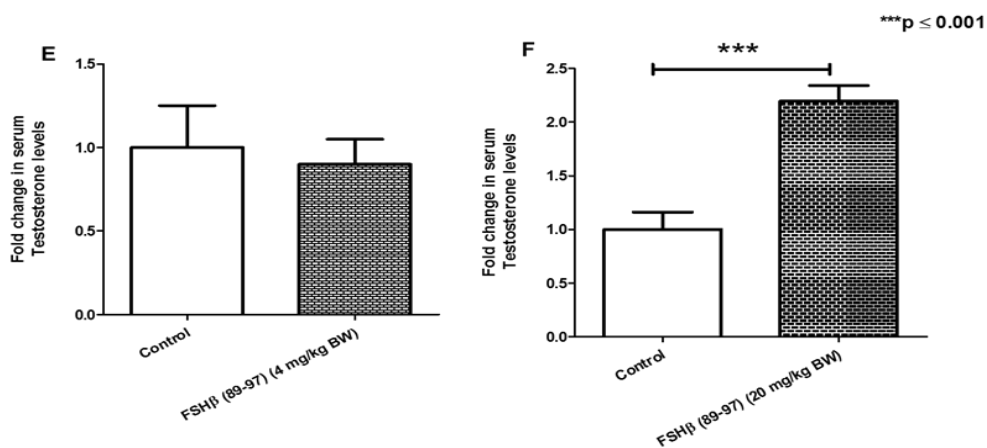 ***p ≤ 0.001
E
Fold change in serum
Testosterone levels
1.5
1.0
0.5
0.0
Control
FSHβ (89-97) (4 mg/kg BW)
F
***
Fold change in serum
Testosterone levels
2.5
2.0
1.5
1.0
0.5
0.0
Control
FSHβ (89-97) (20 mg/kg BW)